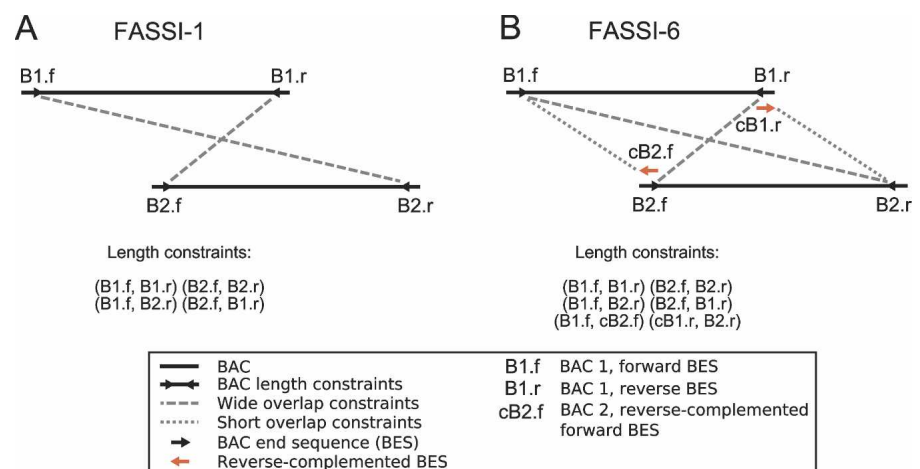 A FASSI-1
B1.f B1.r
B2.f B2.r
Length constraints:
(B1.f, B1.r) (B2.f, B2.r)
(B1.f, B2.r) (B2.f, B1.r)
B FASSI-6
B1.f B1.r
cB1.r
cB2.f
B2.f B2.r
Length constraints:
(B1.f, B1.r) (B2.f, B2.r)
(B1.f, B2.r) (B2.f, B1.r)
(B1.f, cB2.f) (cB1.r, B2.r)
BAC
BAC length constraints
Wide overlap constraints
Short overlap constraints
BAC end sequence (BES)
Reverse-complemented BES
B1.f BAC 1, forward BES
B1.r BAC 1, reverse BES
cB2.f BAC 2, reverse-complemented
forward BES